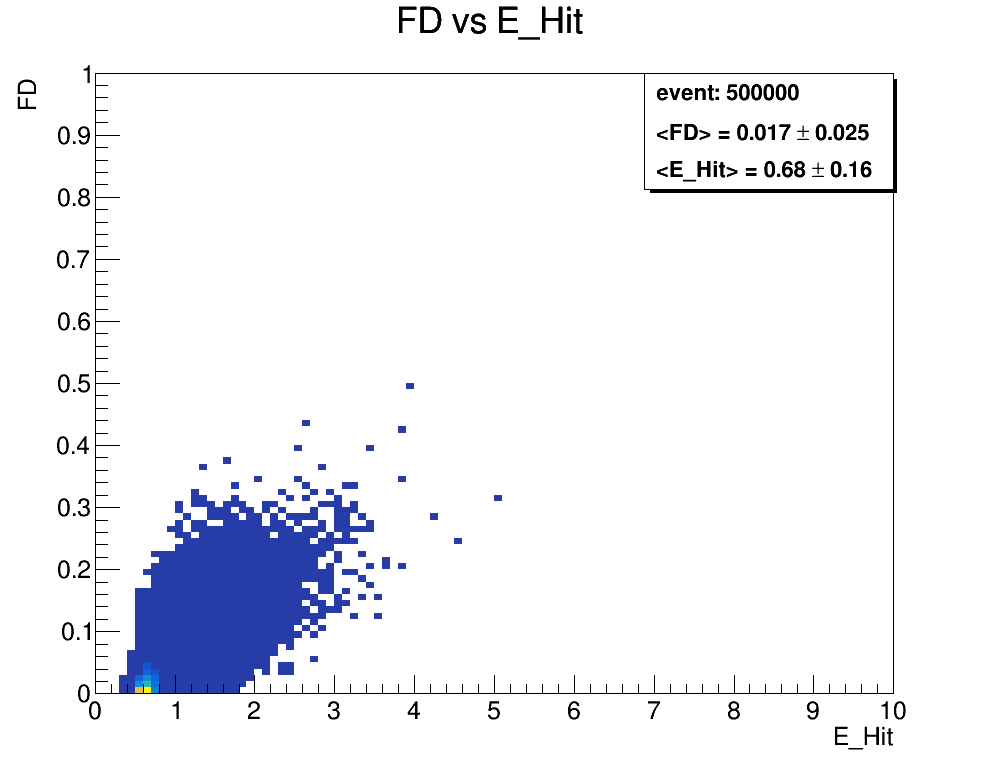 FD vs E_Hit
FD
event: 500000
<FD> = 0.017 ± 0.025
<E_Hit> = 0.68 ± 0.16
1
0.9
0.8
0.7
0.6
0.5
0.4
0.3
0.2
0.1
0
0 1 2 3 4 5 6 7 8 9 10
E_Hit